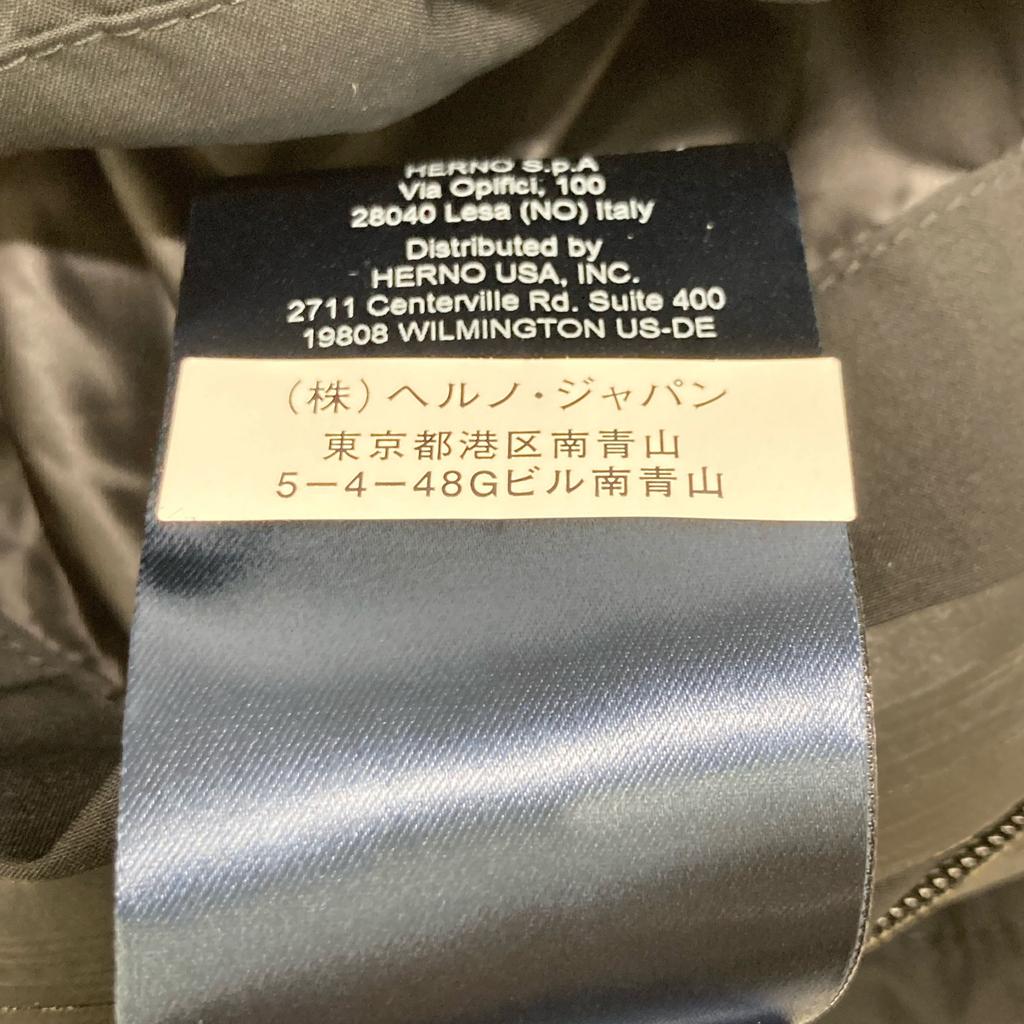 HERNO S.p.A
Via Opifici, 100
28040 Lesa (NO) Italy
Distributed by
HERNO USA, INC.
2711 Centerville Rd. Suite 400
19808 WILMINGTON US-DE
（株）ヘルノ・ジャパン
東京都港区南青山
5－4－48Gビル南青山